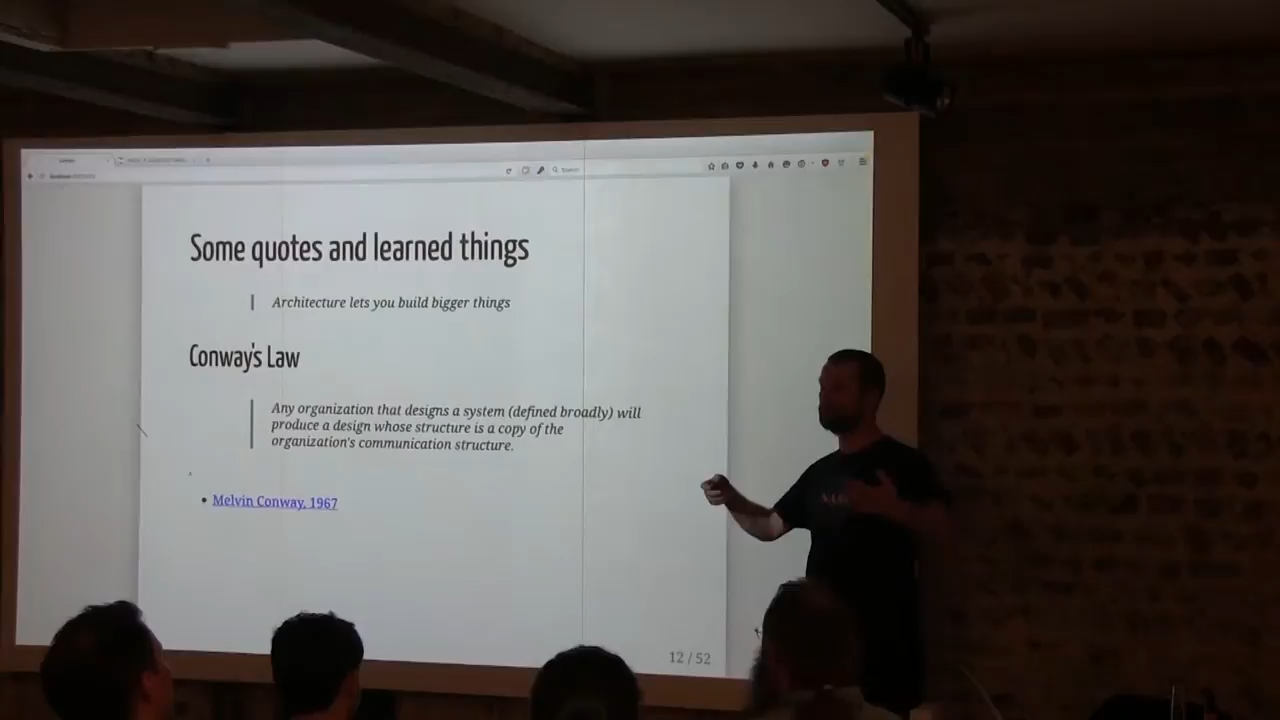 Search
Some quotes and learned things
Architecture lets you build bigger things
Conway's Law
Any organization that designs a system (defined broadly) will
produce a design whose structure is a copy of the
organization's communication structure.
Melvin Conway, 1967
12 / 52